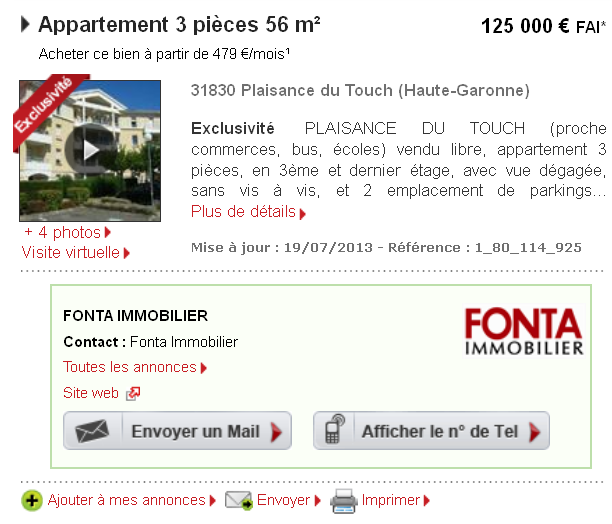 Appartement 3 pièces 56 m²
125 000 € FAI*
Acheter ce bien à partir de 479 €/mois¹
Exclusivité
31830 Plaisance du Touch (Haute-Garonne)
Exclusivité PLAISANCE DU TOUCH (proche
commerces, bus, écoles) vendu libre, appartement 3
pièces, en 3ème et dernier étage, avec vue dégagée,
sans vis à vis, et 2 emplacement de parkings...
Plus de détails
+ 4 photos
Visite virtuelle
Mise à jour : 19/07/2013 - Référence : 1_80_114_925
FONTA IMMOBILIER
Contact : Fonta Immobilier
Toutes les annonces
Site web
FONTA
IMMOBILIER
Envoyer un Mail
Afficher le n° de Tel
Ajouter à mes annonces
Envoyer
Imprimer